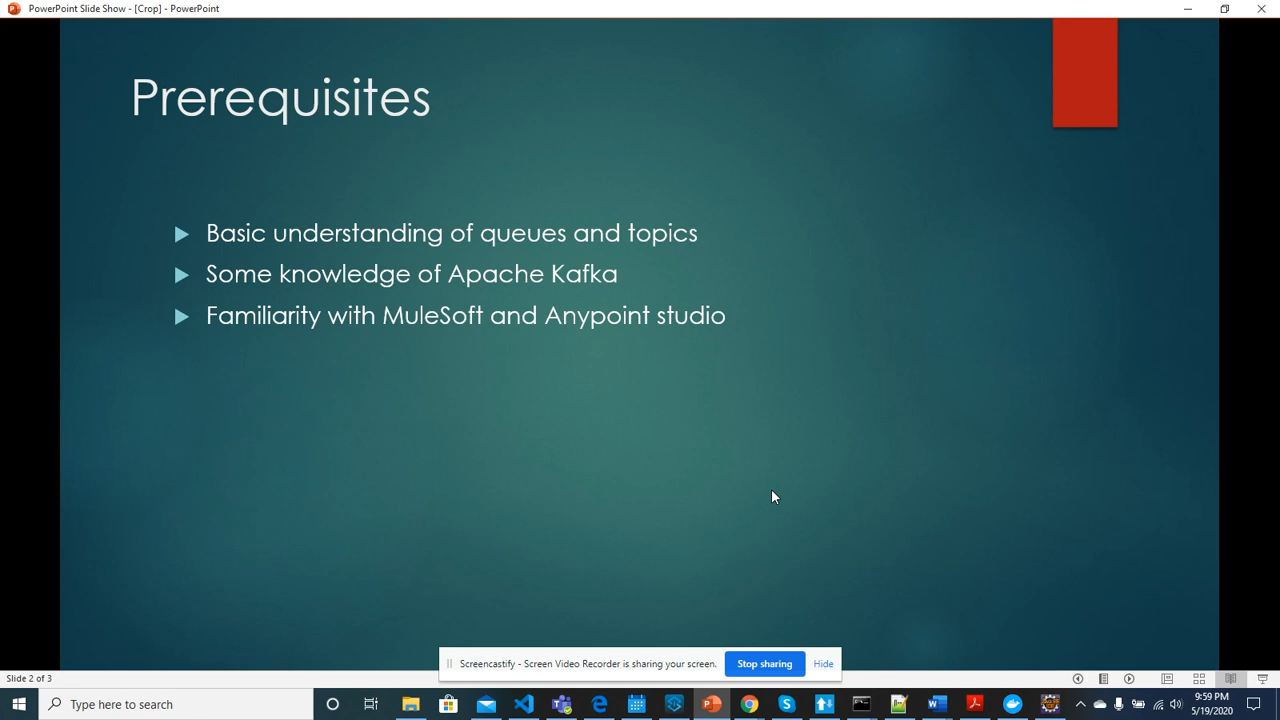 PowerPoint Slide Show - [Crop] - PowerPoint
Prerequisites
Basic understanding of queues and topics
Some knowledge of Apache Kafka
Familiarity with MuleSoft and Anypoint studio
Screencastify - Screen Video Recorder is sharing your screen.
Stop sharing
Hide
Slide 2 of 3
Type here to search
9:59 PM
5/19/2020